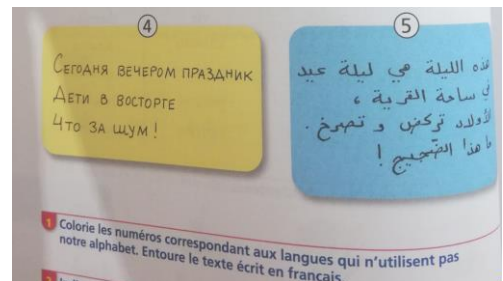 ④
СЕГОДНЯ ВЕЧЕРОМ ПРАЗДНИК
ДЕТИ В ВОСТОРГЕ
ЧТО ЗА ШУМ !
⑤
هذه الليلة هي ليلة عيد
في ساحة القرية ،
الأولاد تركض و تصرخ .
ما هذا الضّجيج !
1 Colorie les numéros correspondant aux langues qui n'utilisent pas
notre alphabet. Entoure le texte écrit en français.